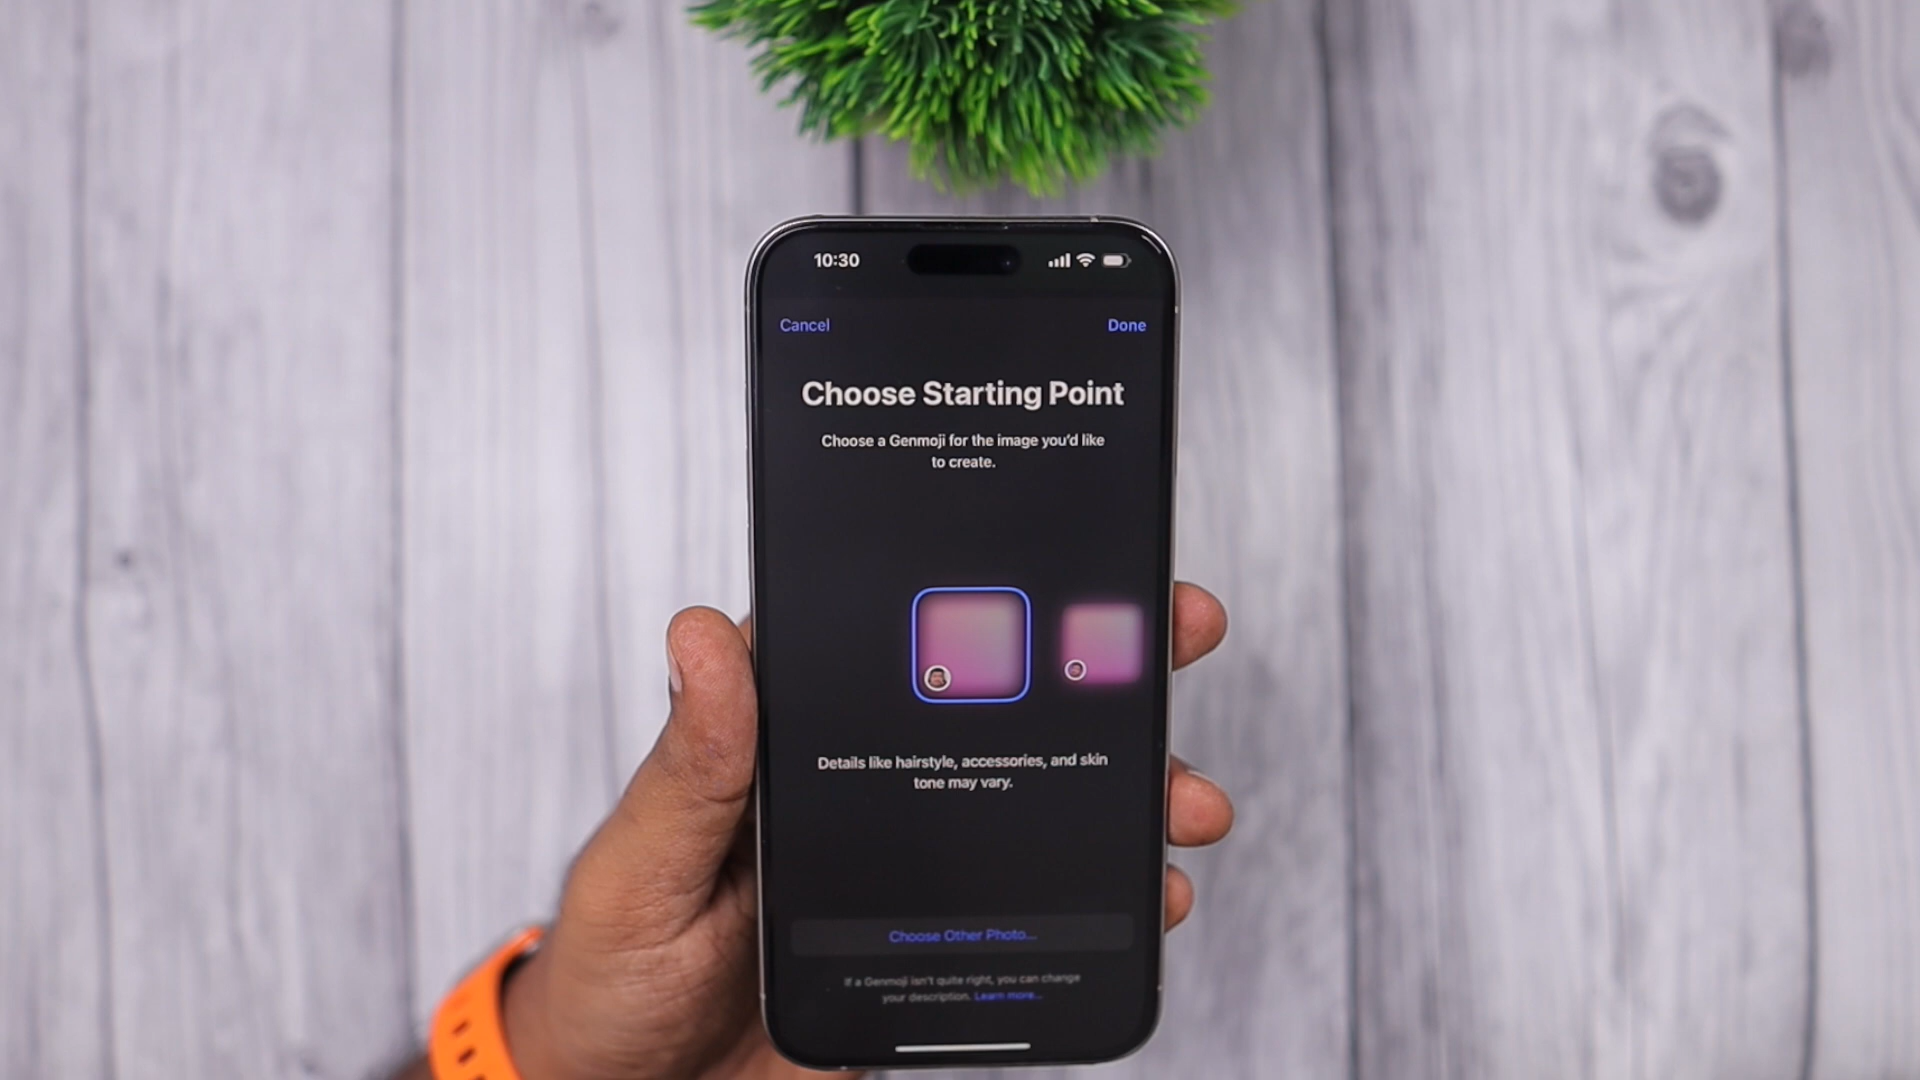 10:30
Cancel
Done
Choose Starting Point
Choose a Genmoji for the image you'd like
to create.
Details like hairstyle, accessories, and skin
tone may vary.
Choose Other Photo...
If a Genmoji isn't quite right, you can change
your description. Learn more...